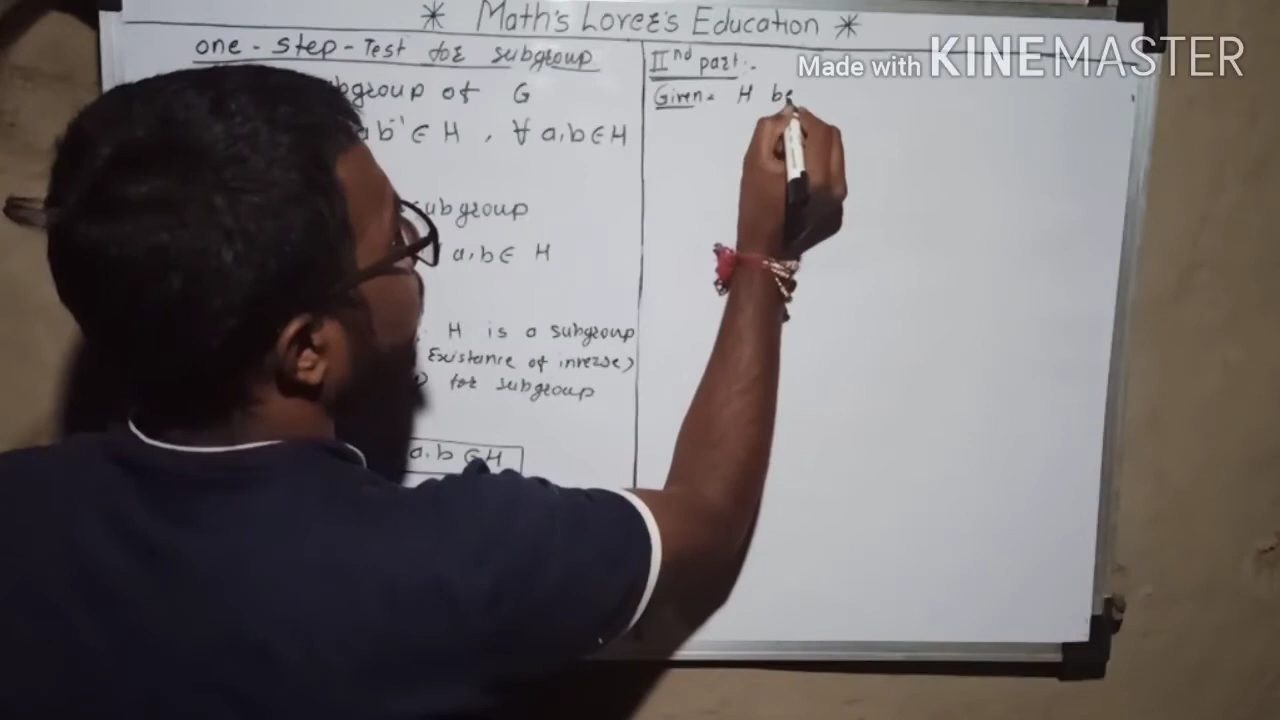 * Math's Lover's Education *
one - step - Test for subgroup
subgroup of G
ab⁻¹ ∈ H , ∀ a,b ∈ H
subgroup
a,b ∈ H
H is a subgroup
Existance of inverse)
for subgroup
a,b ∈ H
IInd part:-
Given = H be
Made with KINEMASTER